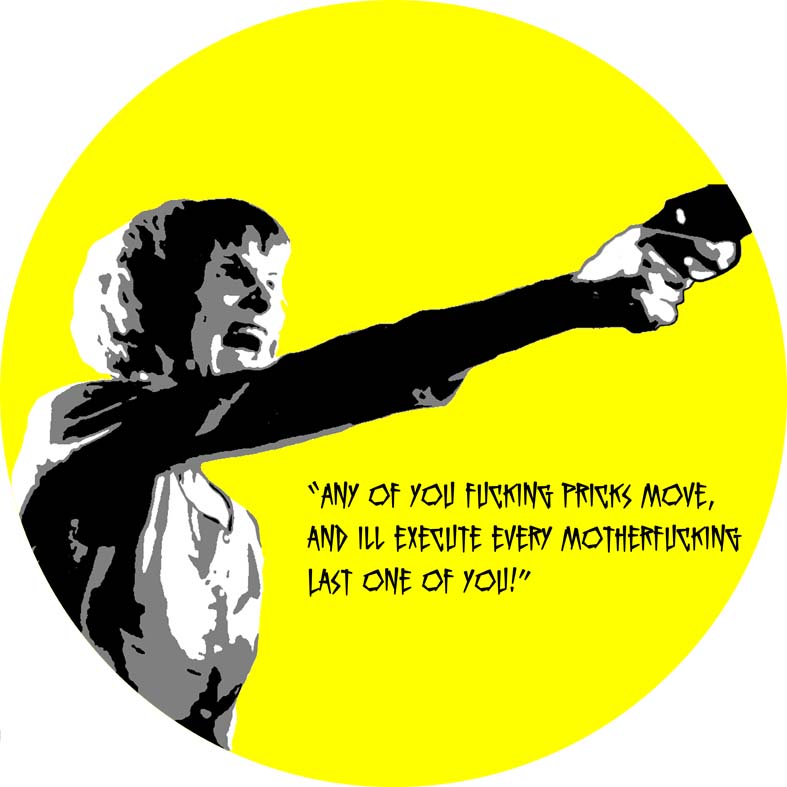 “ANY OF YOU FUCKING PRICKS MOVE,
AND ILL EXECUTE EVERY MOTHERFUCKING
LAST ONE OF YOU!”